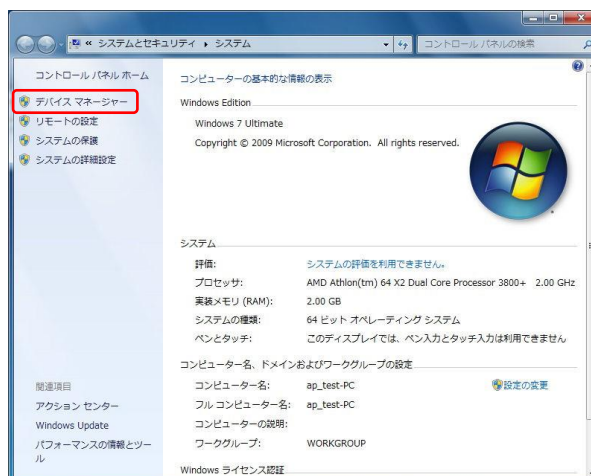 « システムとセキュリティ ▸ システム
コントロール パネルの検索
コントロール パネル ホーム
デバイス マネージャー
リモートの設定
システムの保護
システムの詳細設定
コンピューターの基本的な情報の表示
Windows Edition
Windows 7 Ultimate
Copyright © 2009 Microsoft Corporation. All rights reserved.
システム
評価: システムの評価を利用できません。
プロセッサ: AMD Athlon(tm) 64 X2 Dual Core Processor 3800+ 2.00 GHz
実装メモリ (RAM): 2.00 GB
システムの種類: 64 ビット オペレーティング システム
ペンとタッチ: このディスプレイでは、ペン入力とタッチ入力は利用できません
コンピューター名、ドメインおよびワークグループの設定
コンピューター名: ap_test-PC 設定の変更
フル コンピューター名: ap_test-PC
コンピューターの説明:
ワークグループ: WORKGROUP
Windows ライセンス認証
関連項目
アクション センター
Windows Update
パフォーマンスの情報とツー
ル